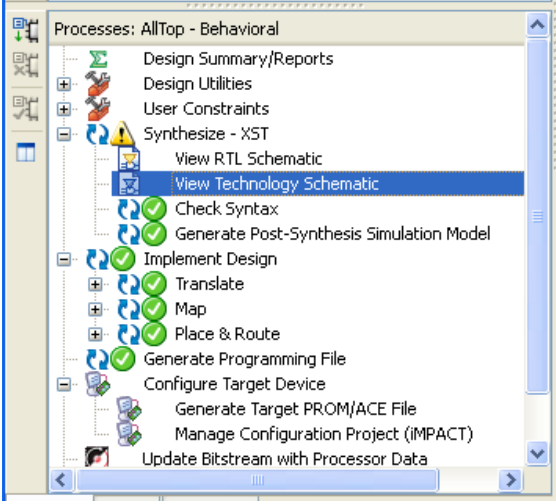 Processes: AllTop - Behavioral
Design Summary/Reports
Design Utilities
User Constraints
Synthesize - XST
View RTL Schematic
View Technology Schematic
Check Syntax
Generate Post-Synthesis Simulation Model
Implement Design
Translate
Map
Place & Route
Generate Programming File
Configure Target Device
Generate Target PROM/ACE File
Manage Configuration Project (iMPACT)
Update Bitstream with Processor Data